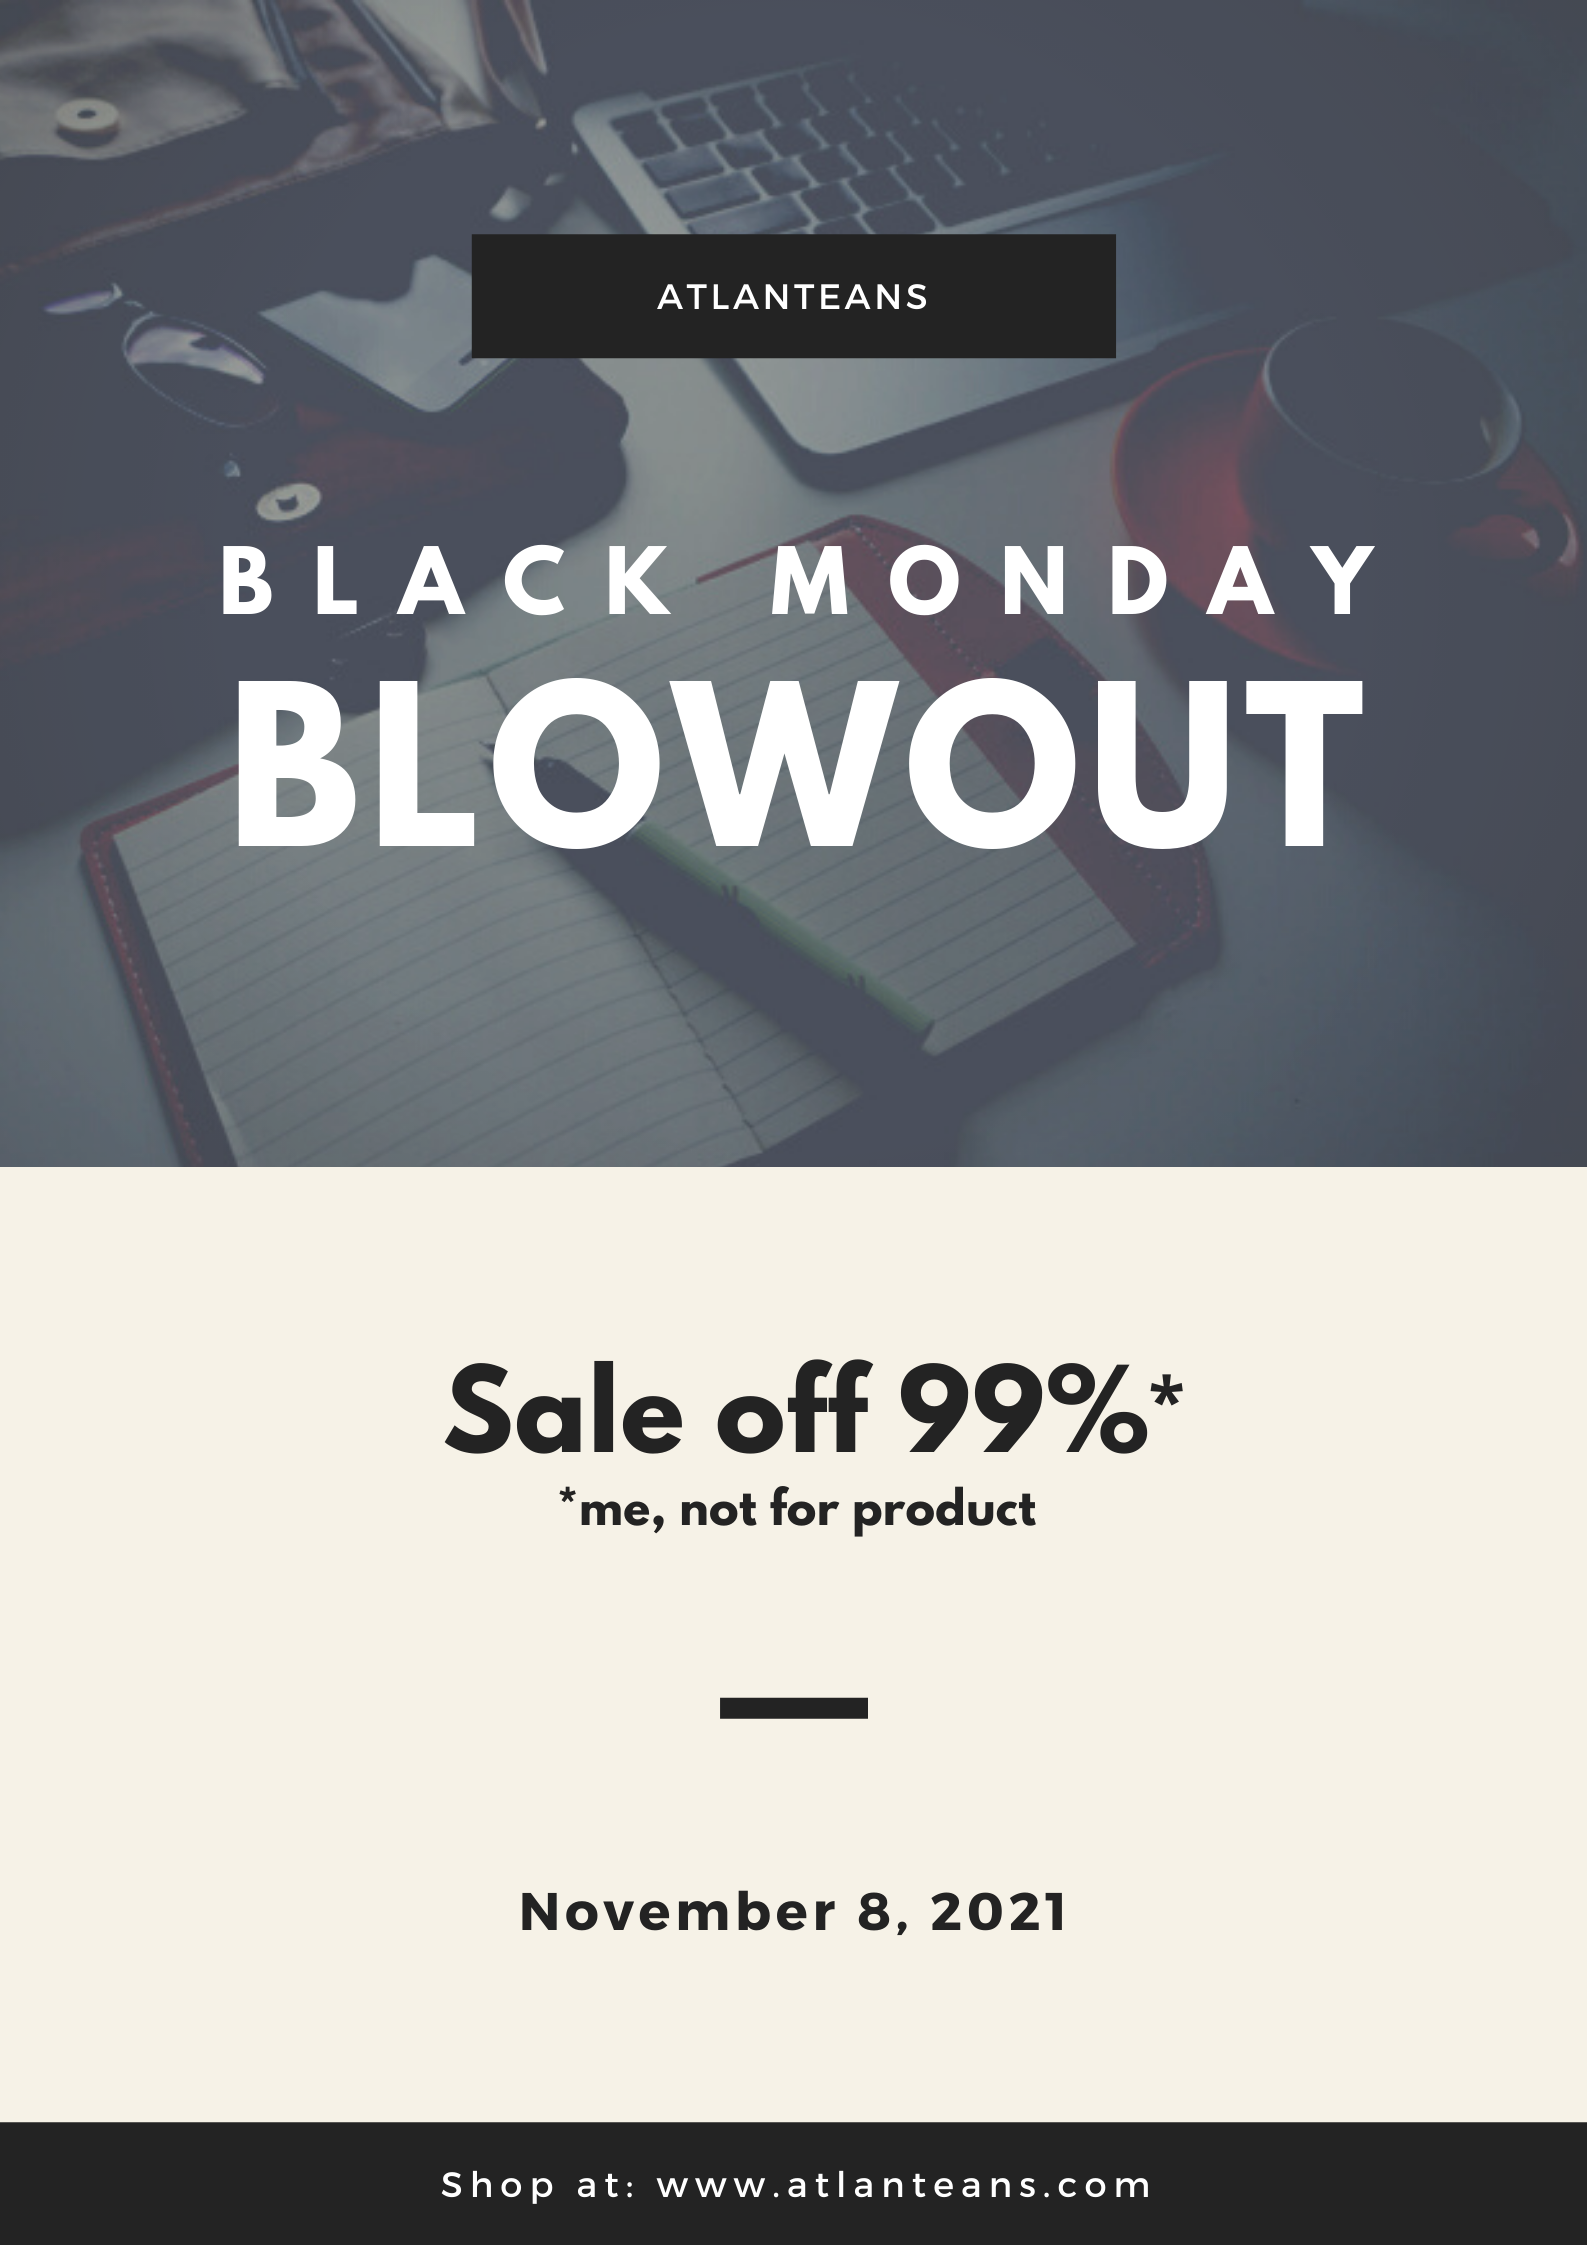 ATLANTEANS
BLACK MONDAY
BLOWOUT
Sale off 99%*
*me, not for product
November 8, 2021
Shop at: www.atlanteans.com